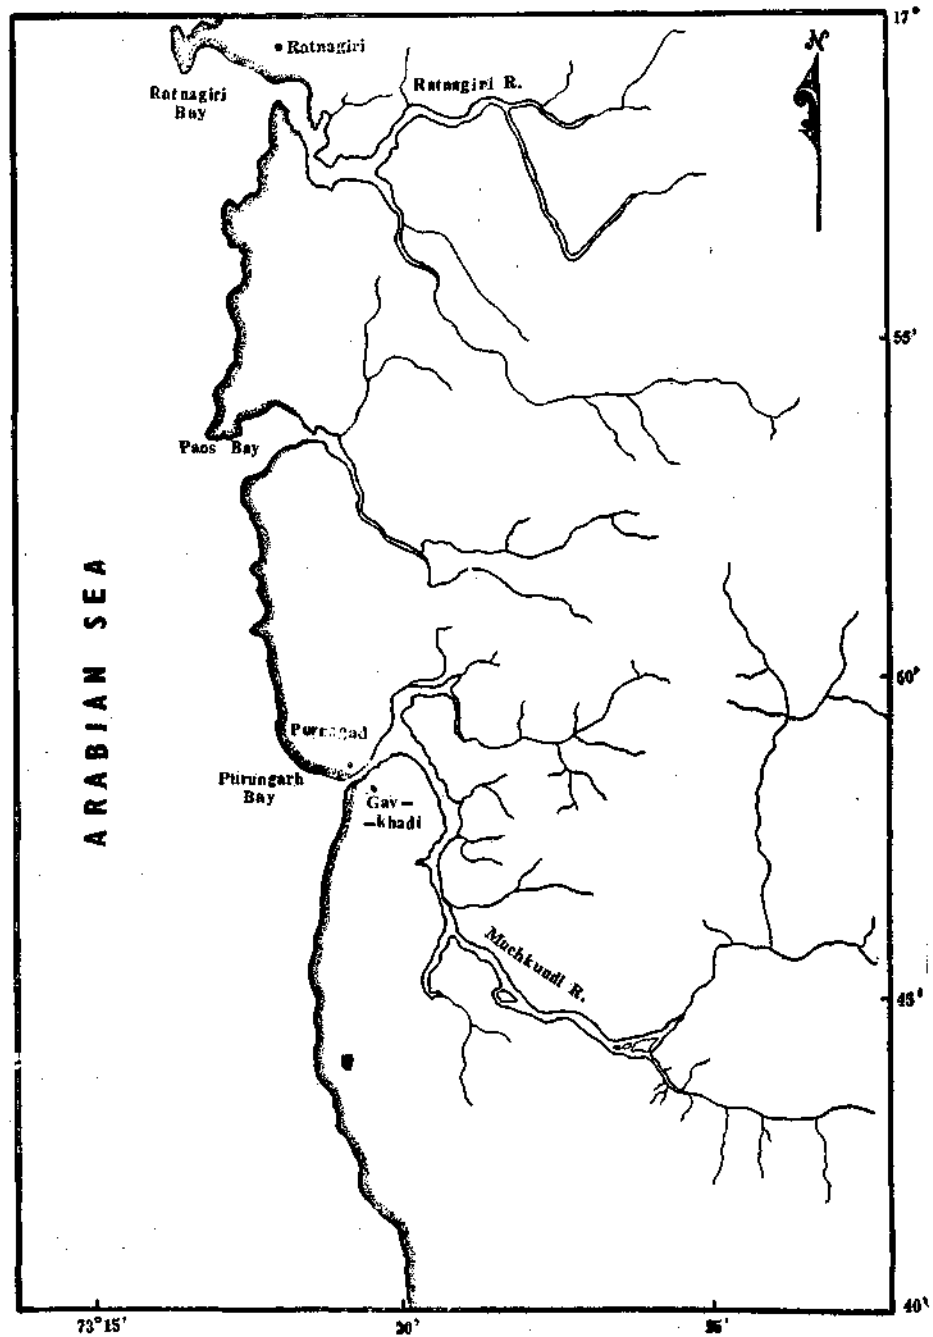 17°
N
Ratnagiri
Ratnagiri R.
Ratnagiri
Bay
55'
Paos Bay
ARABIAN SEA
50'
Purnagad
Purungarh
Bay
Gav-
-khadi
Muchkundi R.
45'
40'
73°15'
20'
25'